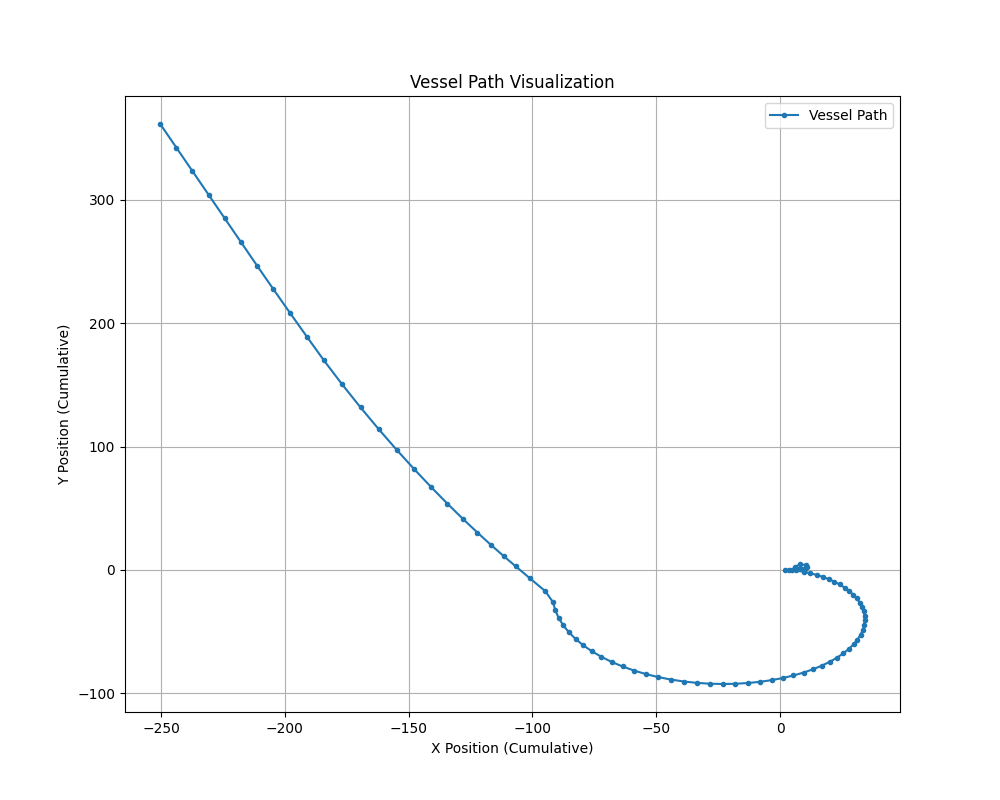 Vessel Path Visualization
Vessel Path
300
200
100
0
−100
Y Position (Cumulative)
−250
−200
−150
−100
−50
0
X Position (Cumulative)